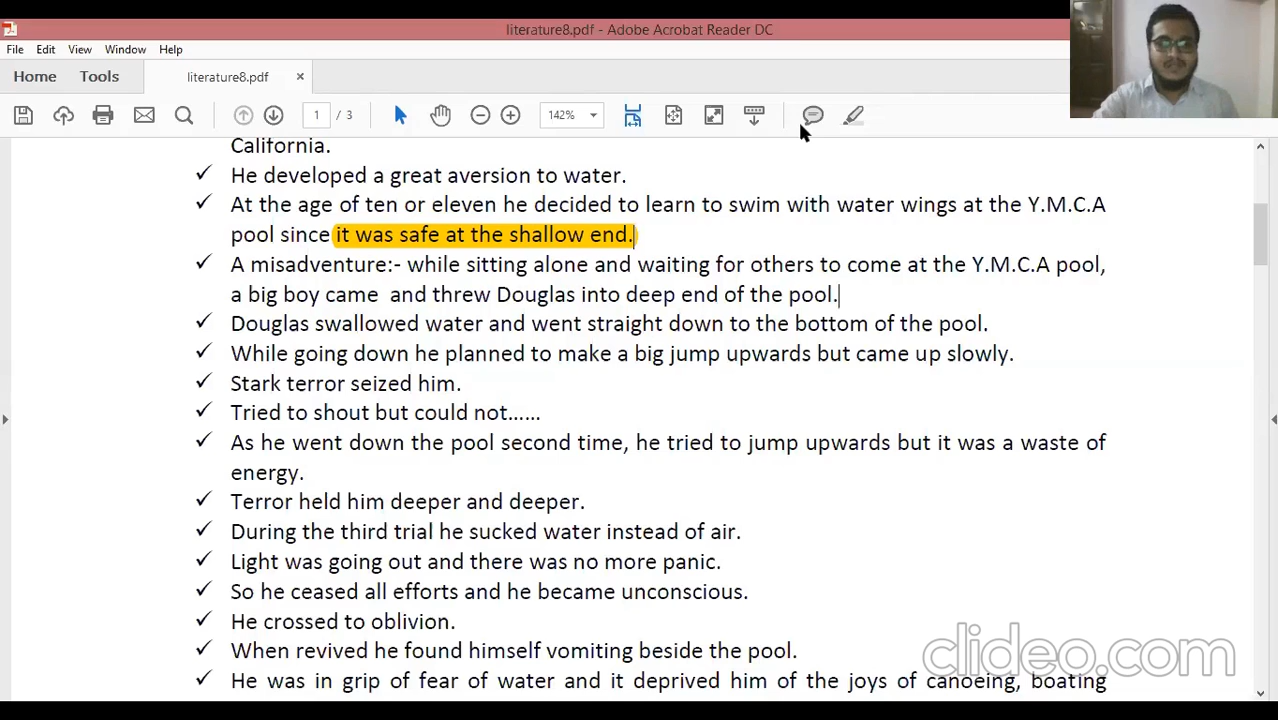 literature8.pdf - Adobe Acrobat Reader DC
File Edit View Window Help
Home Tools literature8.pdf ×
1 / 3 142%
California.
✓ He developed a great aversion to water.
✓ At the age of ten or eleven he decided to learn to swim with water wings at the Y.M.C.A
pool since it was safe at the shallow end.
✓ A misadventure:- while sitting alone and waiting for others to come at the Y.M.C.A pool,
a big boy came and threw Douglas into deep end of the pool.
✓ Douglas swallowed water and went straight down to the bottom of the pool.
✓ While going down he planned to make a big jump upwards but came up slowly.
✓ Stark terror seized him.
✓ Tried to shout but could not......
✓ As he went down the pool second time, he tried to jump upwards but it was a waste of
energy.
✓ Terror held him deeper and deeper.
✓ During the third trial he sucked water instead of air.
✓ Light was going out and there was no more panic.
✓ So he ceased all efforts and he became unconscious.
✓ He crossed to oblivion.
✓ When revived he found himself vomiting beside the pool.
✓ He was in grip of fear of water and it deprived him of the joys of canoeing, boating
clideo.com